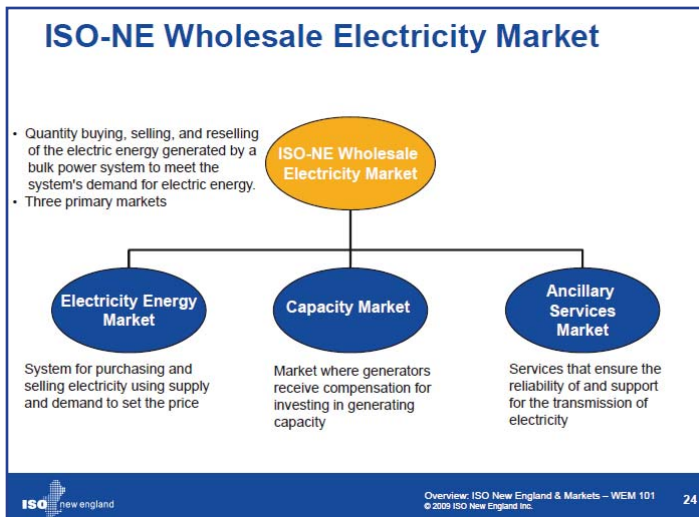 ISO-NE Wholesale Electricity Market
• Quantity buying, selling, and reselling
of the electric energy generated by a
bulk power system to meet the
system's demand for electric energy.
• Three primary markets
ISO-NE Wholesale
Electricity Market
Electricity Energy
Market
System for purchasing and
selling electricity using supply
and demand to set the price
Capacity Market
Market where generators
receive compensation for
investing in generating
capacity
Ancillary
Services
Market
Services that ensure the
reliability of and support
for the transmission of
electricity
ISO new england
Overview: ISO New England & Markets – WEM 101
© 2009 ISO New England Inc.
24